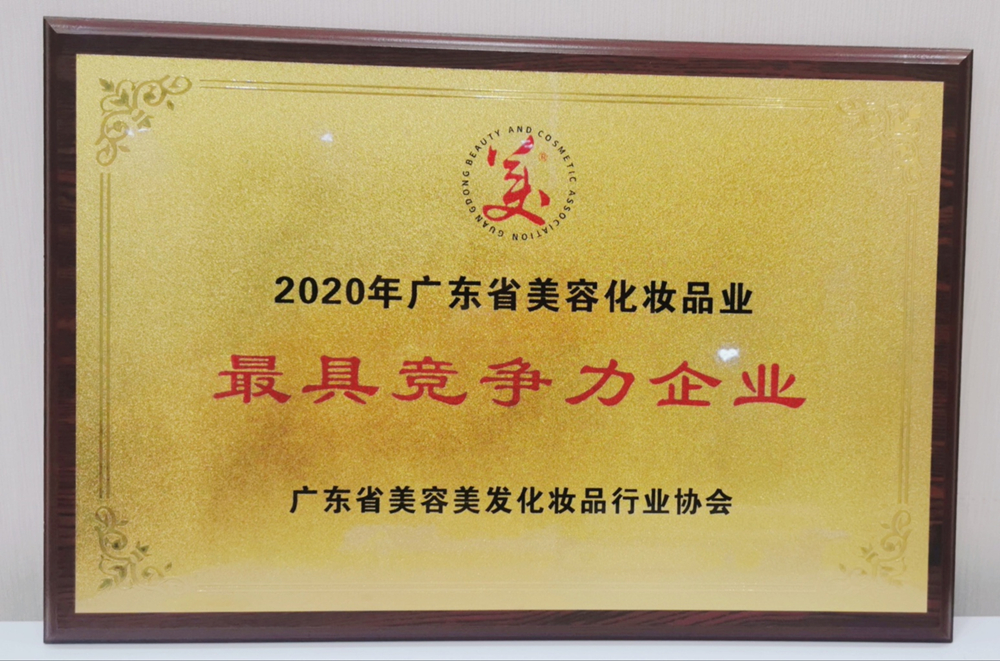 GUANGDONG BEAUTY AND COSMETIC ASSOCIATION
美
®
2020年广东省美容化妆品业
最具竞争力企业
广东省美容美发化妆品行业协会